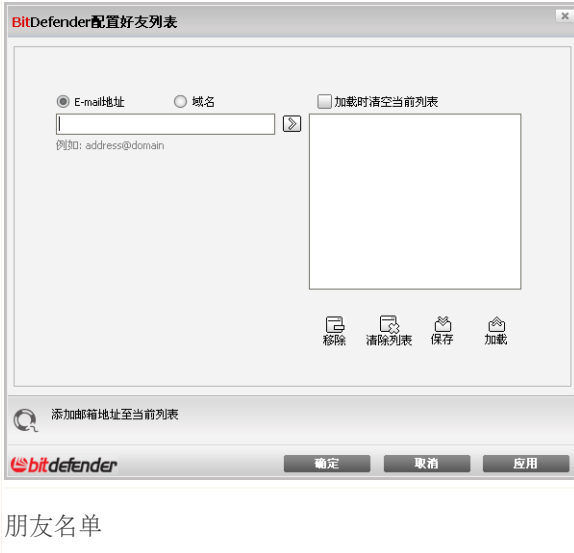 BitDefender配置好友列表
E-mail地址 域名
加载时清空当前列表
例如: address@domain
移除 清除列表 保存 加载
添加邮箱地址至当前列表
bitdefender
确定 取消 应用
朋友名单